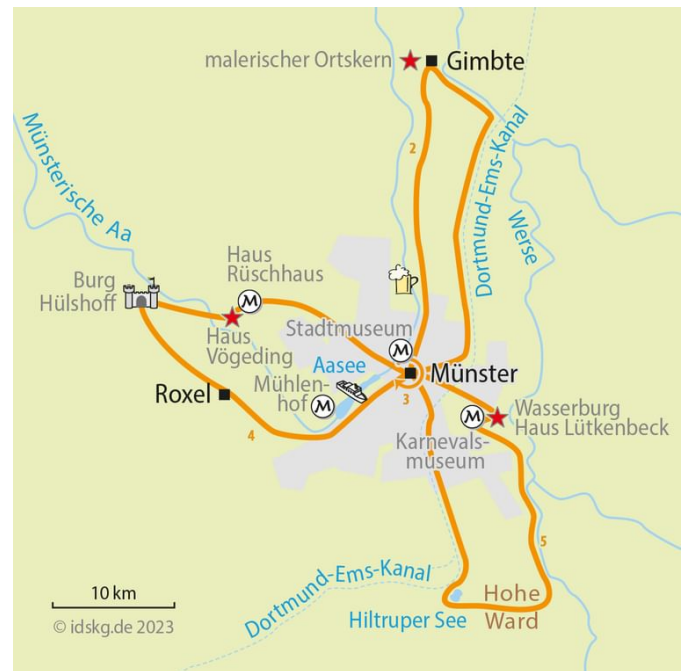 malerischer Ortskern
Gimbte
2
Münsterische Aa
Dortmund-Ems-Kanal
Werse
Haus
Rüschhaus
Burg
Hülshoff
M
Haus
Vögeding
Stadtmuseum
M
Aasee
Münster
Mühlen-
hof
M
Roxel
3
4
M
Wasserburg
Haus Lütkenbeck
Karnevals-
museum
5
Dortmund-Ems-Kanal
Hiltruper See
Hohe
Ward
10 km
© idskg.de 2023